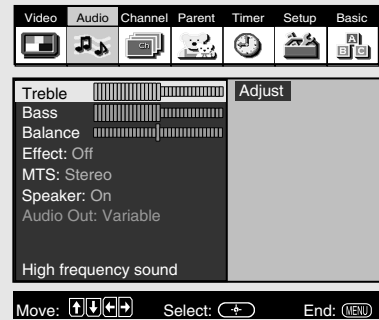 Video Audio Channel Parent Timer Setup Basic
Ch
A
B C
Treble Adjust
Bass
Balance
Effect: Off
MTS: Stereo
Speaker: On
Audio Out: Variable
High frequency sound
Move: Select: End: MENU